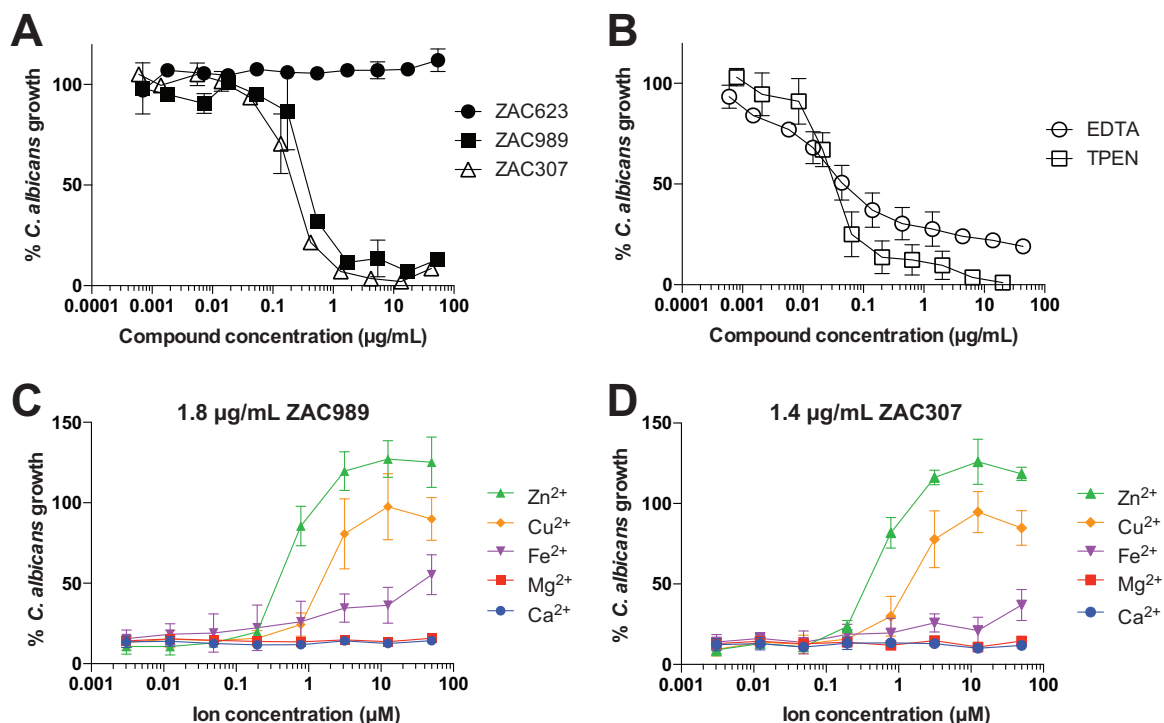 A
% C. albicans growth
100
50
0
0.0001 0.001 0.01 0.1 1 10 100
Compound concentration (µg/mL)
ZAC623
ZAC989
ZAC307
B
% C. albicans growth
100
50
0
0.0001 0.001 0.01 0.1 1 10 100
Compound concentration (µg/mL)
EDTA
TPEN
C
1.8 µg/mL ZAC989
% C. albicans growth
150
100
50
0
0.001 0.01 0.1 1 10 100
Ion concentration (µM)
Zn²⁺
Cu²⁺
Fe²⁺
Mg²⁺
Ca²⁺
D
1.4 µg/mL ZAC307
% C. albicans growth
150
100
50
0
0.001 0.01 0.1 1 10 100
Ion concentration (µM)
Zn²⁺
Cu²⁺
Fe²⁺
Mg²⁺
Ca²⁺